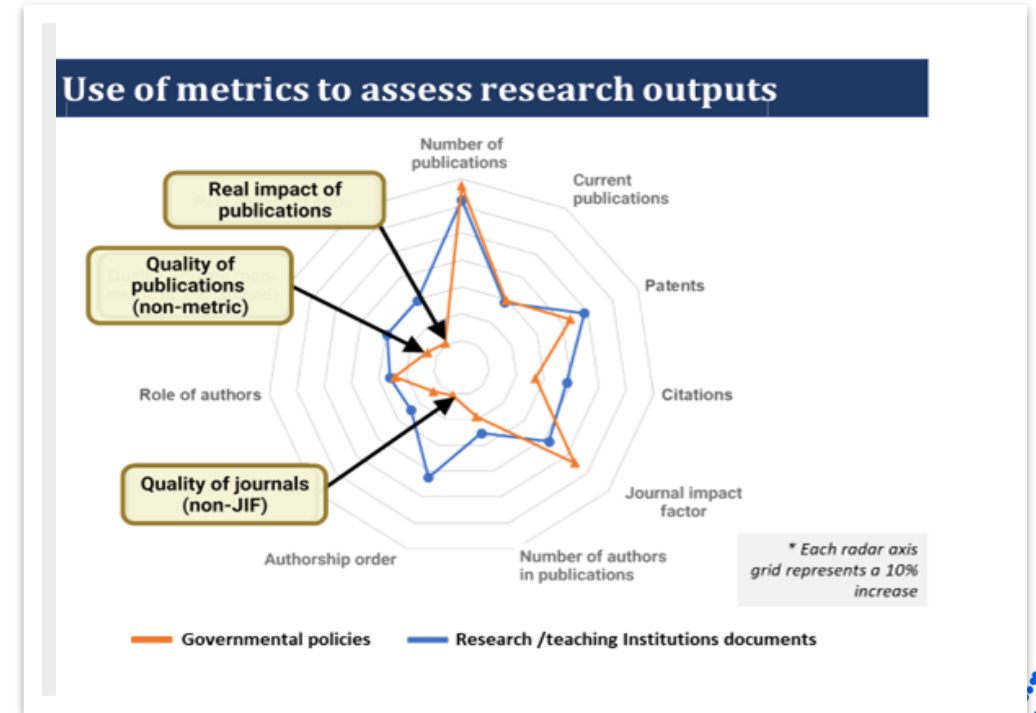 Use of metrics to assess research outputs
Number of
publications
Current
publications
Real impact of
publications
Quality of
publications
(non-metric)
Patents
Role of authors
Citations
Quality of journals
(non-JIF)
Journal impact
factor
Authorship order
Number of authors
in publications
* Each radar axis
grid represents a 10%
increase
Governmental policies
Research /teaching Institutions documents